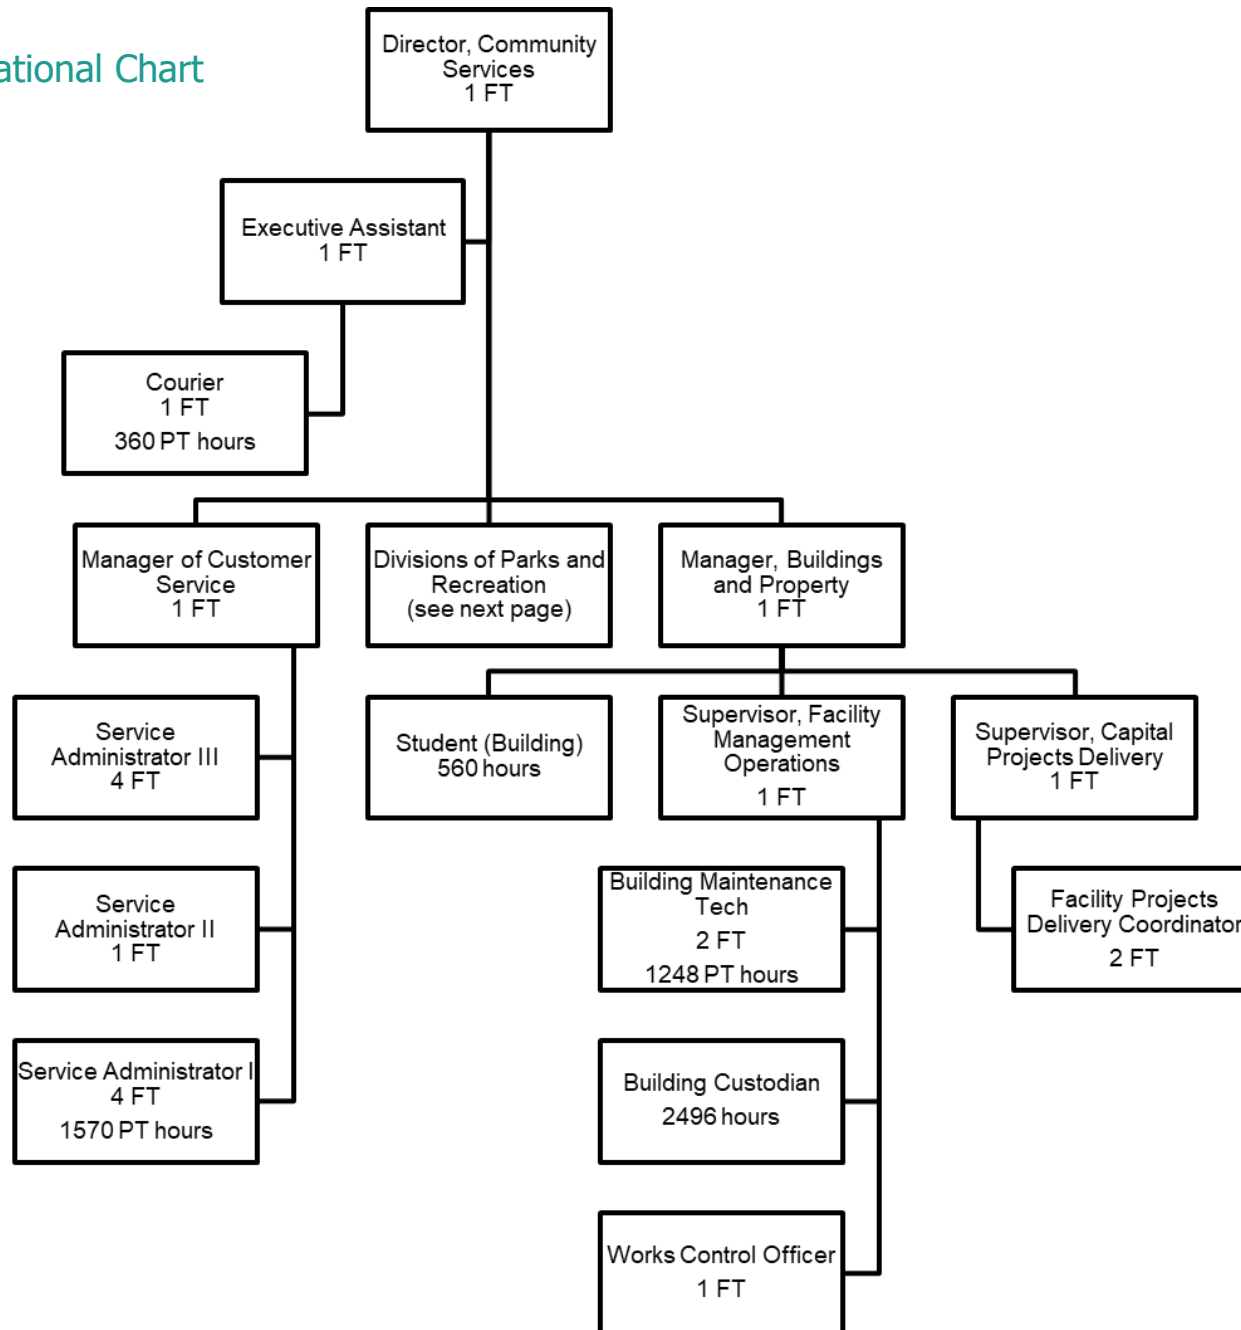 ational Chart
Director, Community
Services
1 FT
Executive Assistant
1 FT
Courier
1 FT
360 PT hours
Manager of Customer
Service
1 FT
Divisions of Parks and
Recreation
(see next page)
Manager, Buildings
and Property
1 FT
Service
Administrator III
4 FT
Service
Administrator II
1 FT
Service Administrator I
4 FT
1570 PT hours
Student (Building)
560 hours
Supervisor, Facility
Management
Operations
1 FT
Supervisor, Capital
Projects Delivery
1 FT
Building Maintenance
Tech
2 FT
1248 PT hours
Building Custodian
2496 hours
Works Control Officer
1 FT
Facility Projects
Delivery Coordinator
2 FT